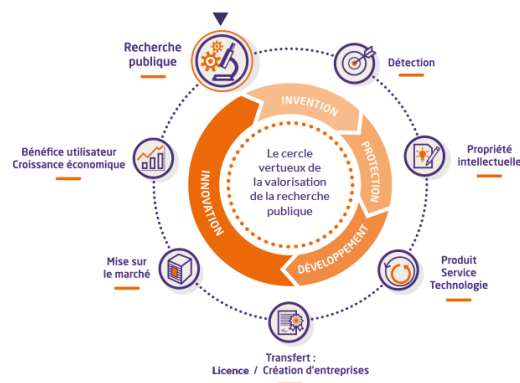 Recherche
publique
Détection
Propriété
intellectuelle
Produit
Service
Technologie
Transfert :
Licence / Création d'entreprises
Mise sur
le marché
Bénéfice utilisateur
Croissance économique
INVENTION
PROTECTION
DÉVELOPPEMENT
INNOVATION
Le cercle
vertueux de
la valorisation
de la recherche
publique